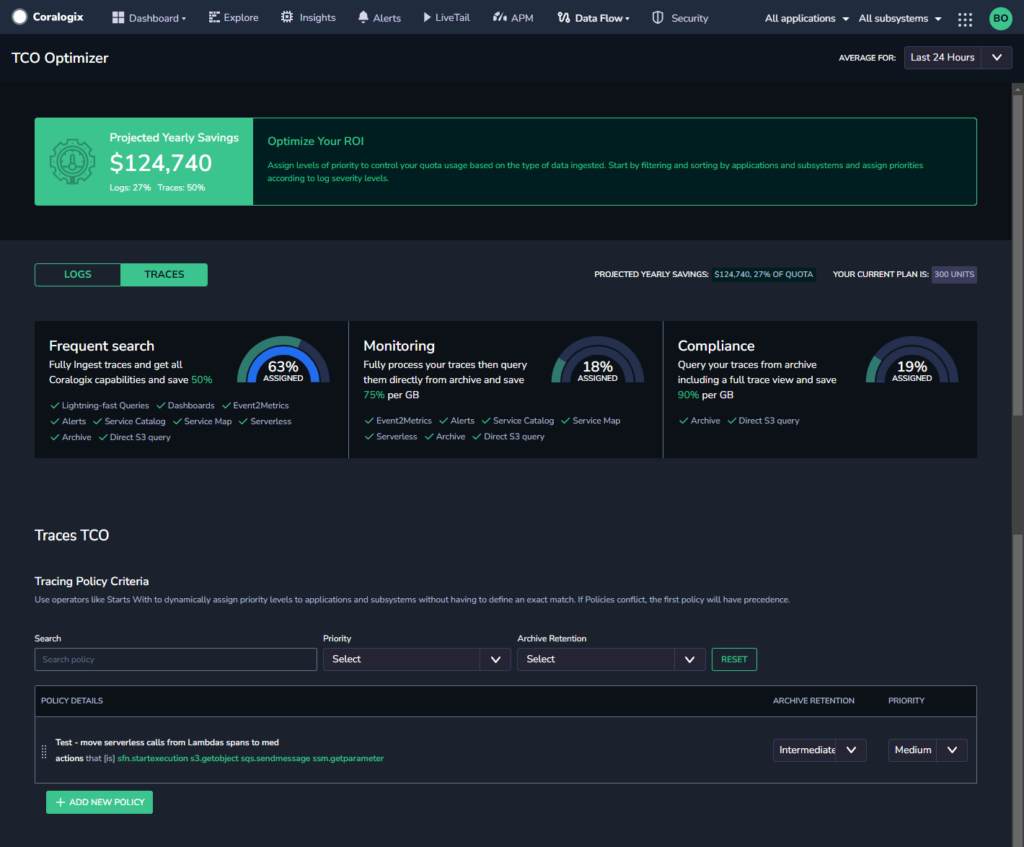 Coralogix
Dashboard
Explore
Insights
Alerts
LiveTail
APM
Data Flow
Security
All applications
All subsystems
BO
TCO Optimizer
AVERAGE FOR:
Last 24 Hours
Projected Yearly Savings
$124,740
Logs: 27% Traces: 50%
Optimize Your ROI
Assign levels of priority to control your quota usage based on the type of data ingested. Start by filtering and sorting by applications and subsystems and assign priorities
according to log severity levels.
LOGS
TRACES
PROJECTED YEARLY SAVINGS: $124,740, 27% OF QUOTA
YOUR CURRENT PLAN IS: 300 UNITS
Frequent search
Fully Ingest traces and get all
Coralogix capabilities and save 50%
63%
ASSIGNED
Lightning-fast Queries Dashboards Event2Metrics
Alerts Service Catalog Service Map Serverless
Archive Direct S3 query
Monitoring
Fully process your traces then query
them directly from archive and save
75% per GB
18%
ASSIGNED
Event2Metrics Alerts Service Catalog Service Map
Serverless Archive Direct S3 query
Compliance
Query your traces from archive
including a full trace view and save
90% per GB
19%
ASSIGNED
Archive Direct S3 query
Traces TCO
Tracing Policy Criteria
Use operators like Starts With to dynamically assign priority levels to applications and subsystems without having to define an exact match. If Policies conflict, the first policy will have precedence.
Search
Priority
Archive Retention
Search policy
Select
Select
RESET
POLICY DETAILS
ARCHIVE RETENTION
PRIORITY
Test - move serverless calls from Lambdas spans to med
actions that [is] sfn.startexecution s3.getobject sqs.sendmessage ssm.getparameter
Intermediate
Medium
+ ADD NEW POLICY